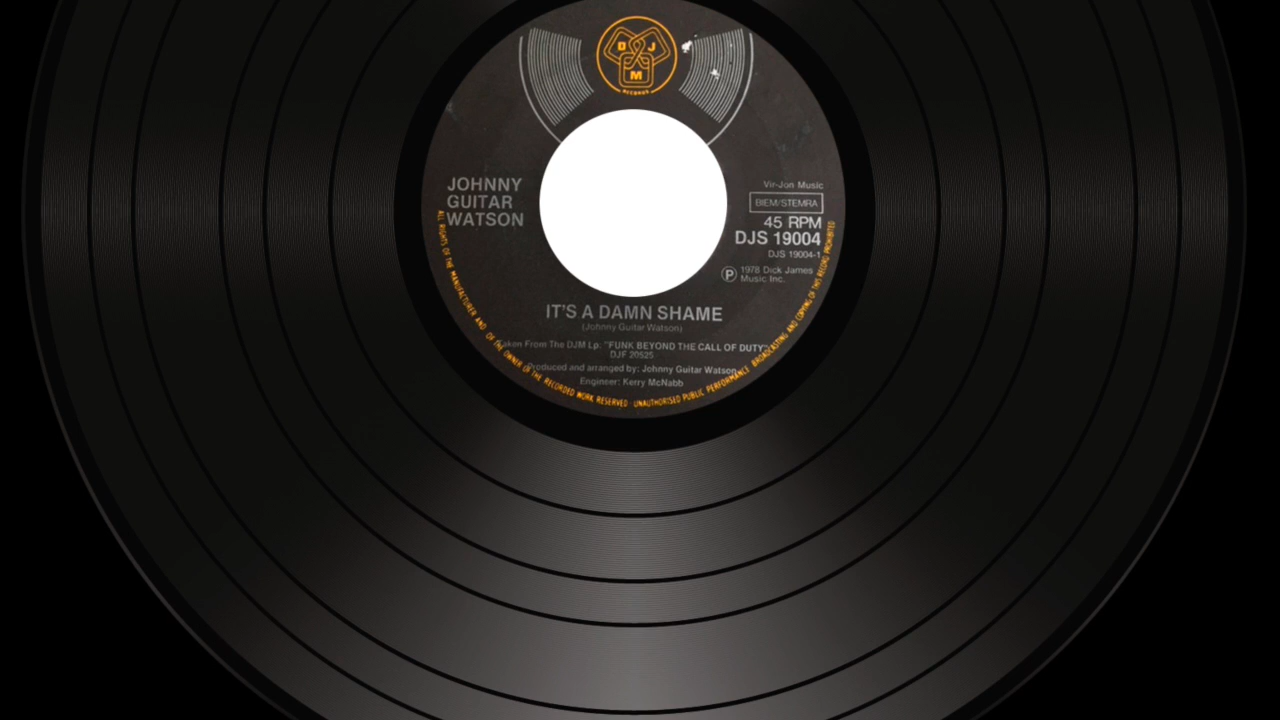 D J
M
RECORDS
JOHNNY
GUITAR
WATSON
Vir-Jon Music
BIEM/STEMRA
45 RPM
DJS 19004
DJS 19004-1
P 1978 Dick James
Music Inc.
IT'S A DAMN SHAME
(Johnny Guitar Watson)
Taken From The DJM Lp: "FUNK BEYOND THE CALL OF DUTY"
DJF 20525
Produced and arranged by: Johnny Guitar Watson
Engineer: Kerry McNabb
ALL RIGHTS OF THE MANUFACTURER AND OF THE OWNER OF THE RECORDED WORK RESERVED · UNAUTHORISED PUBLIC PERFORMANCE BROADCASTING AND COPYING OF THIS RECORD PROHIBITED